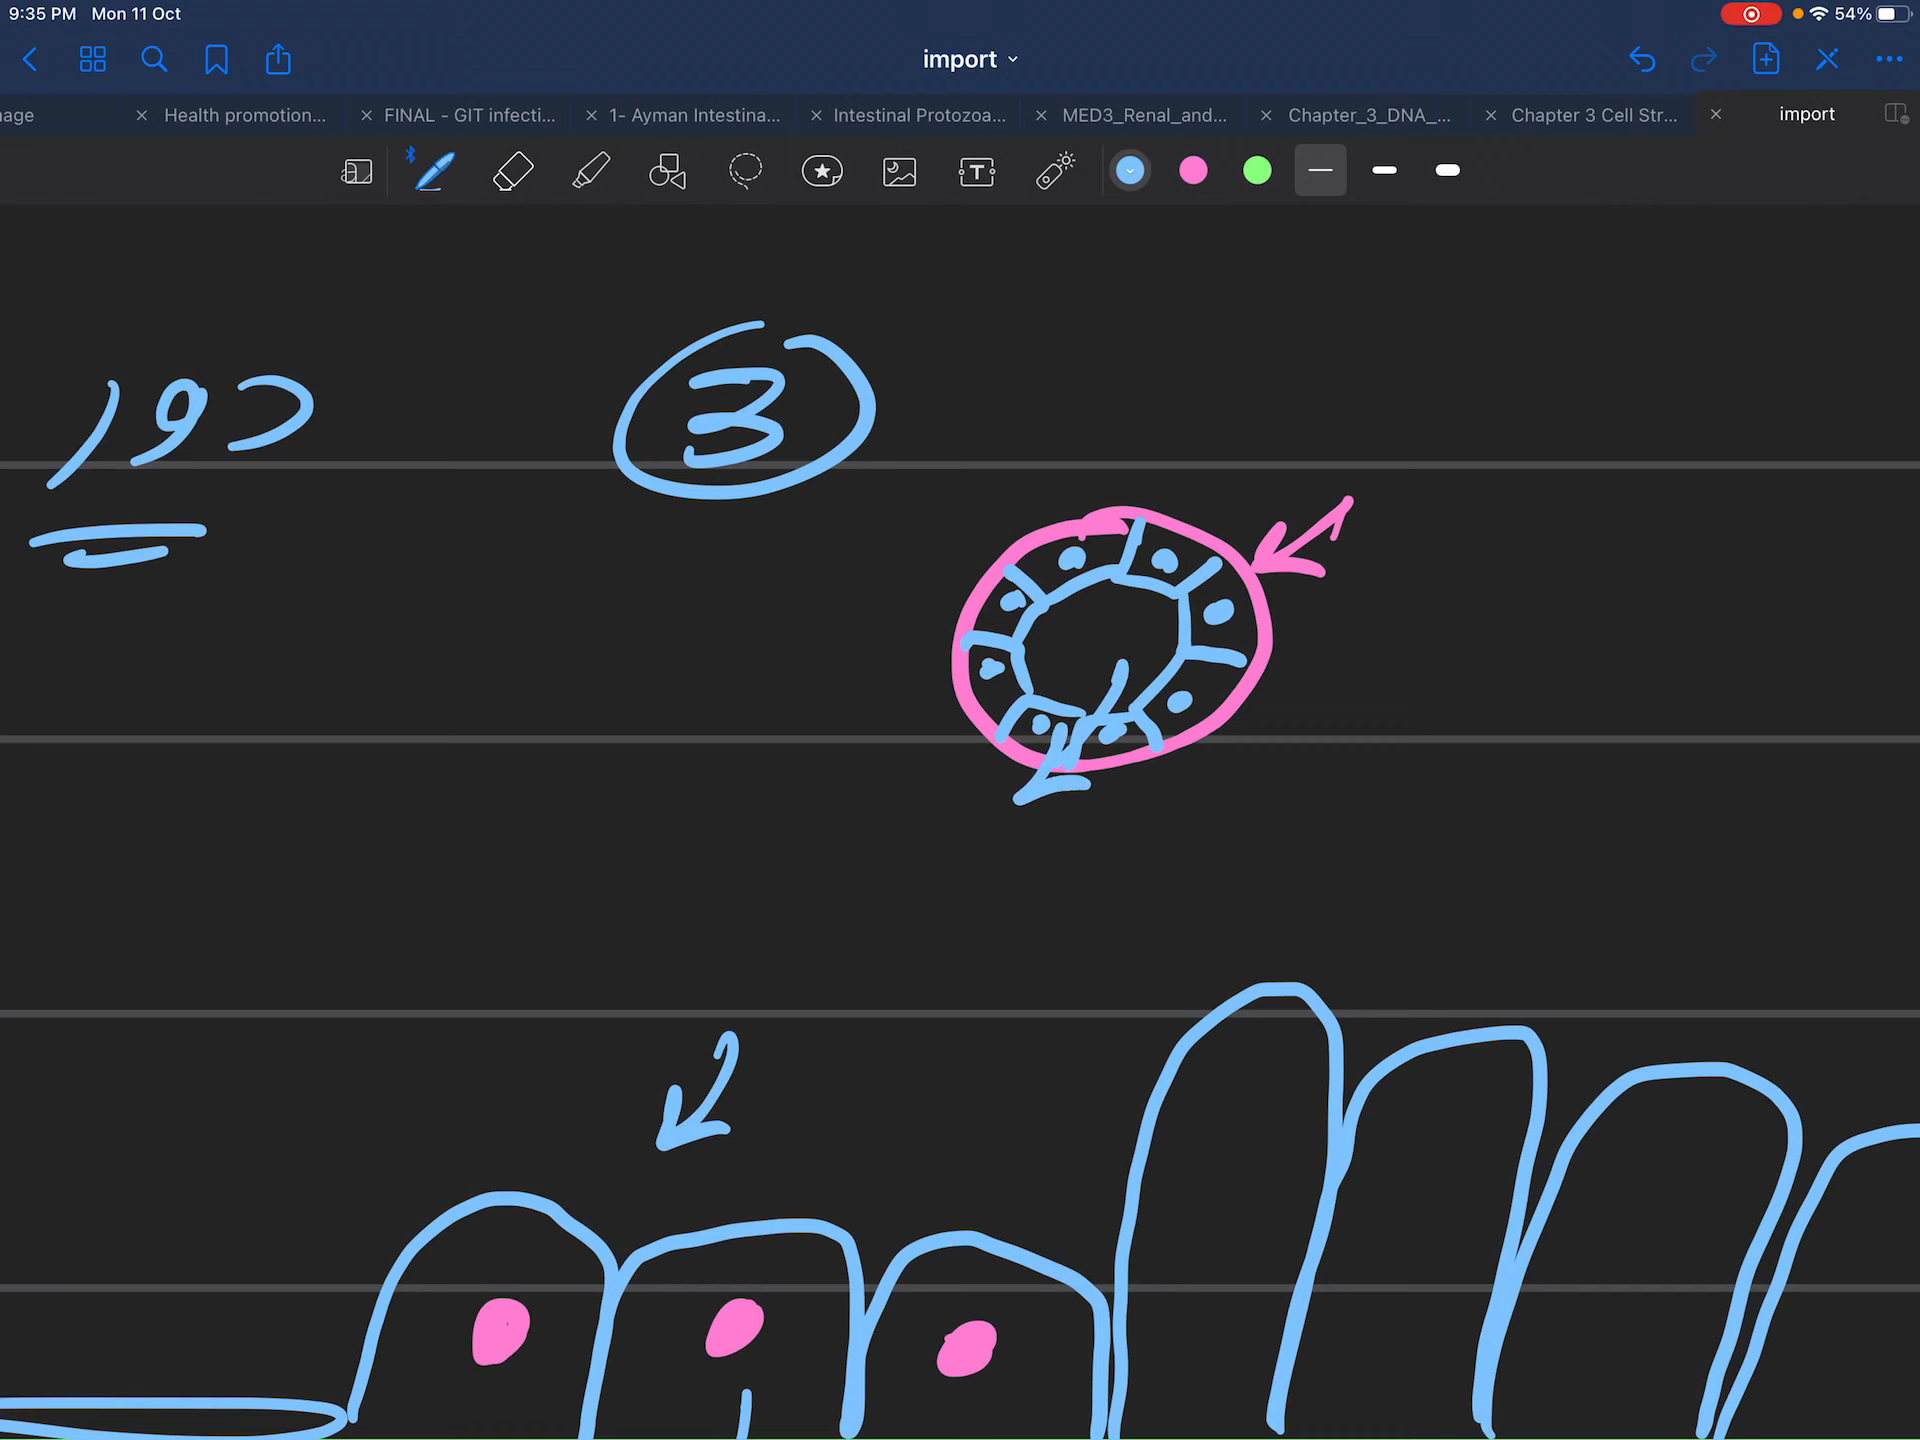 9:35 PM Mon 11 Oct 54%
import
age × Health promotion... × FINAL - GIT infecti... × 1- Ayman Intestina... × Intestinal Protozoa... × MED3_Renal_and... × Chapter_3_DNA_... × Chapter 3 Cell Str... × import
T
3